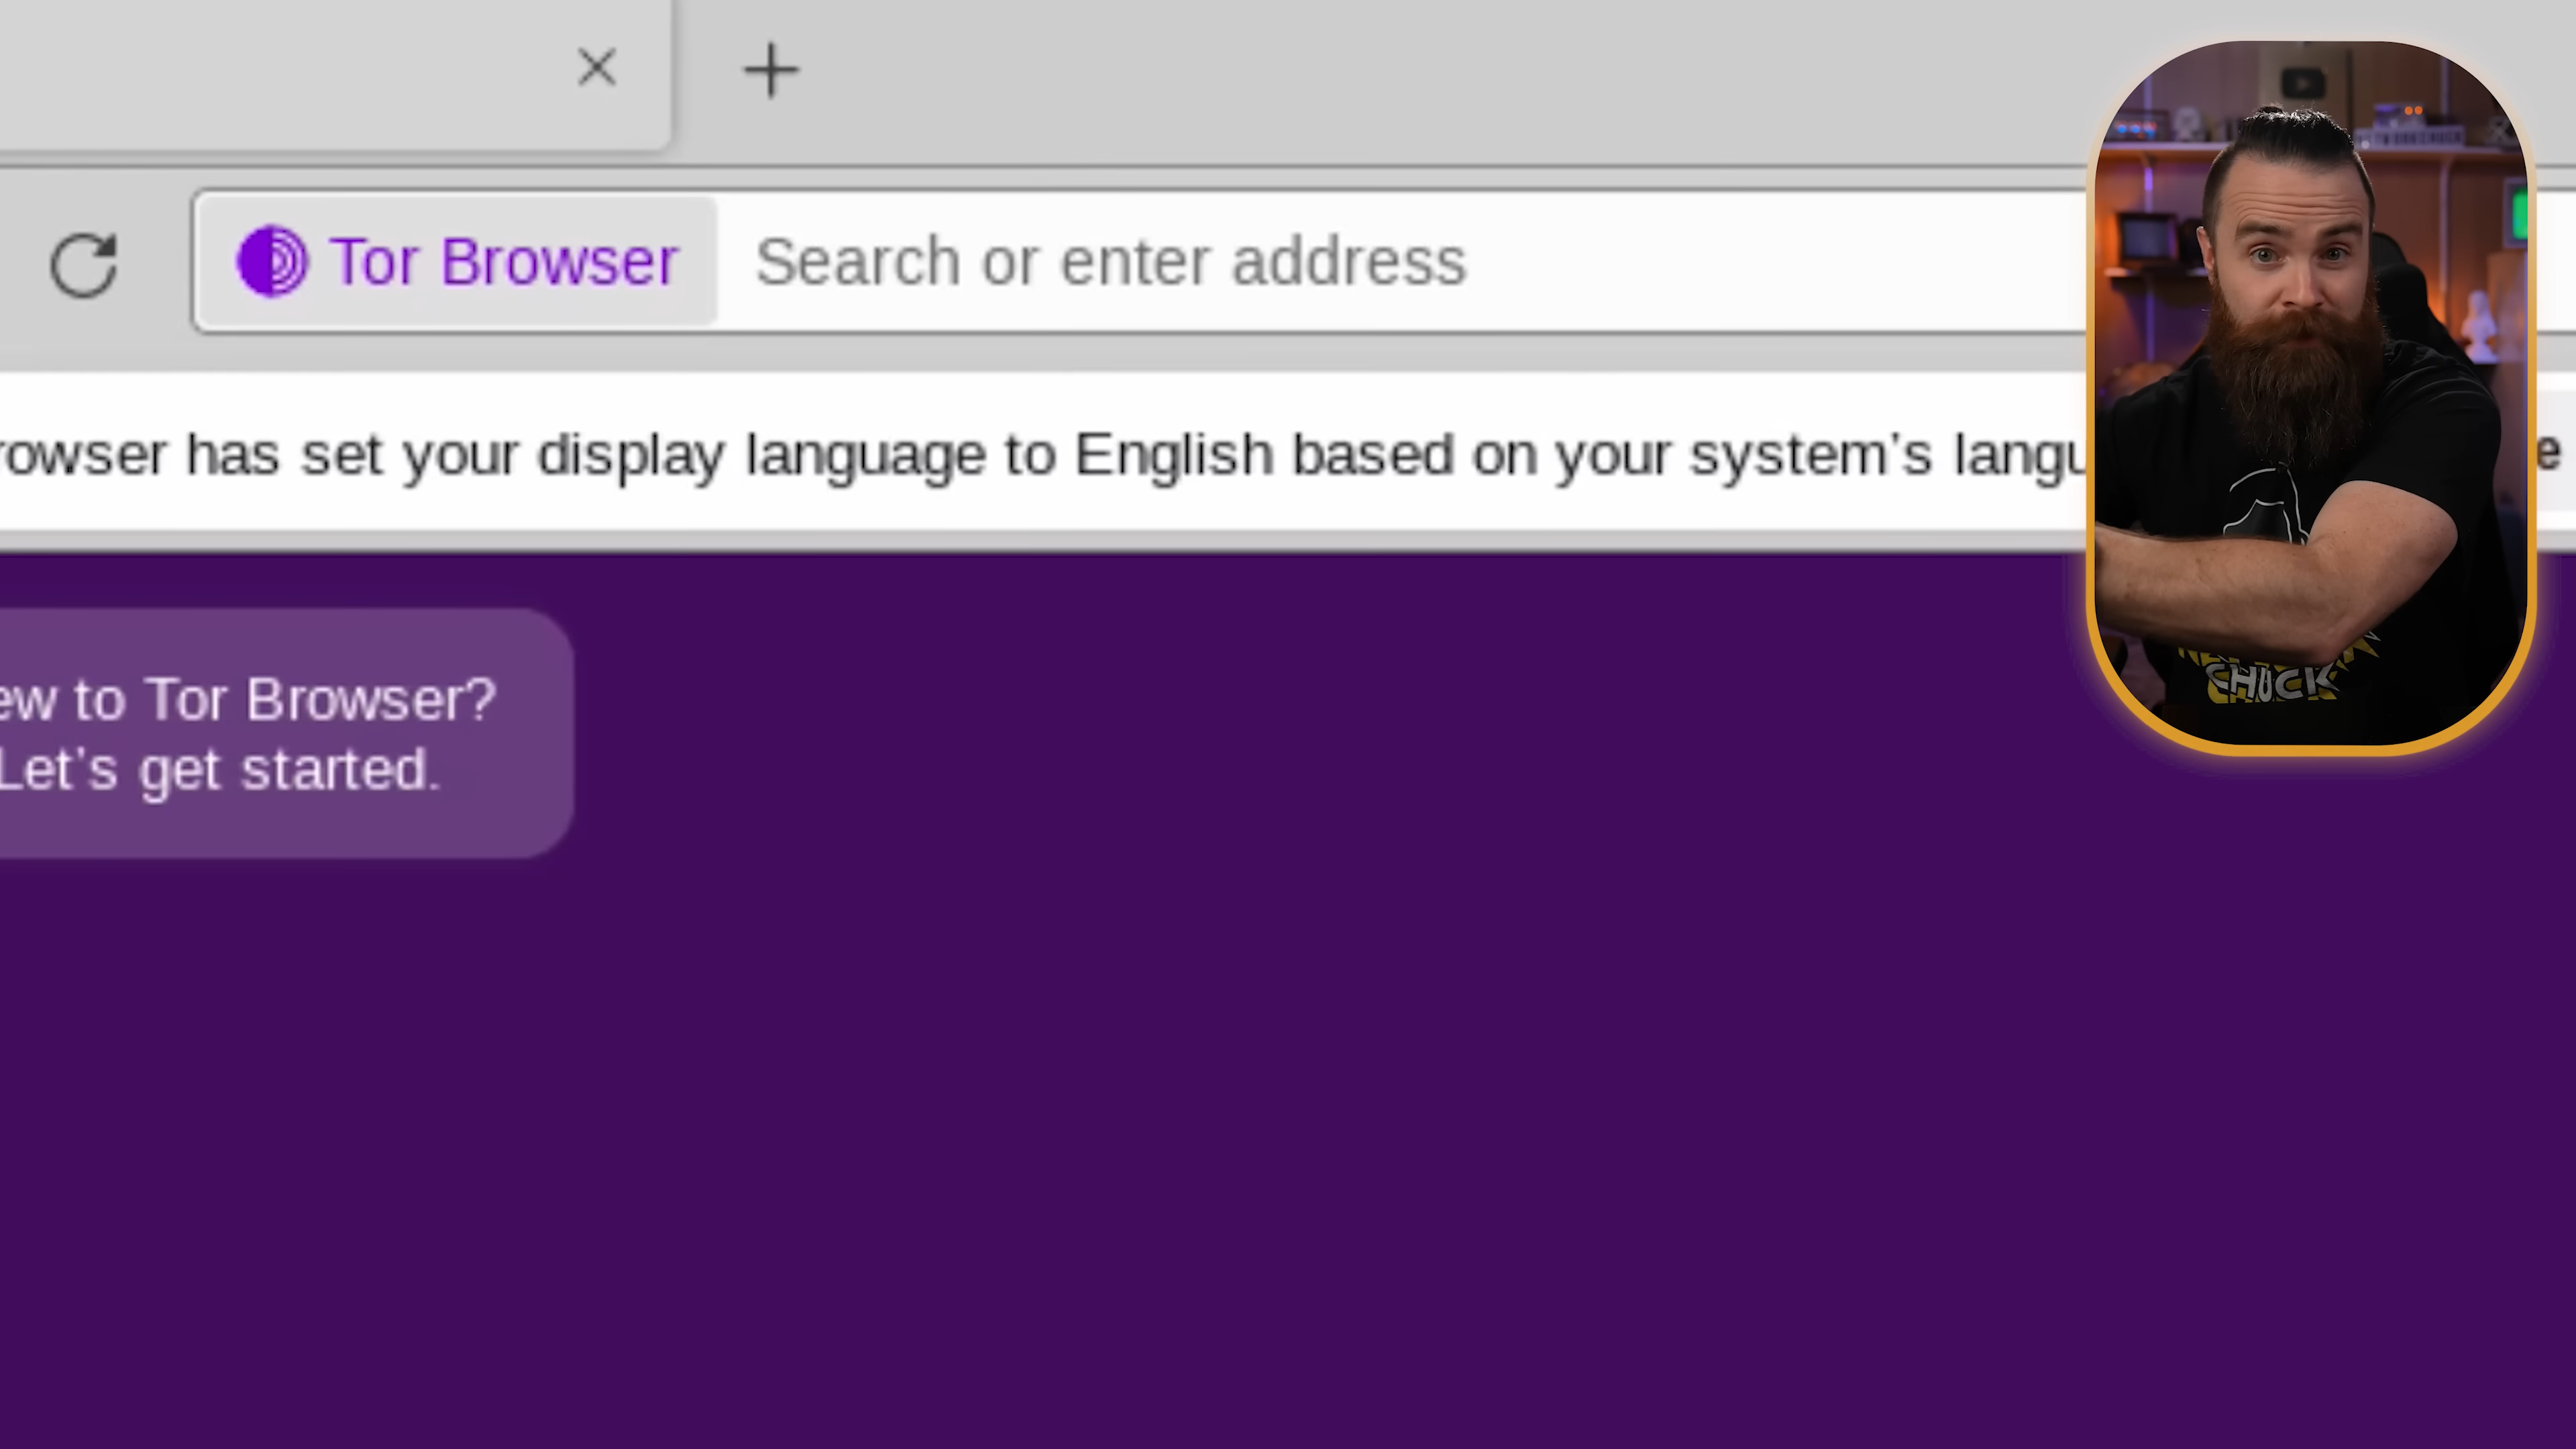 Tor Browser Search or enter address
rowser has set your display language to English based on your system's langu e
ew to Tor Browser?
Let's get started.
CHUCK